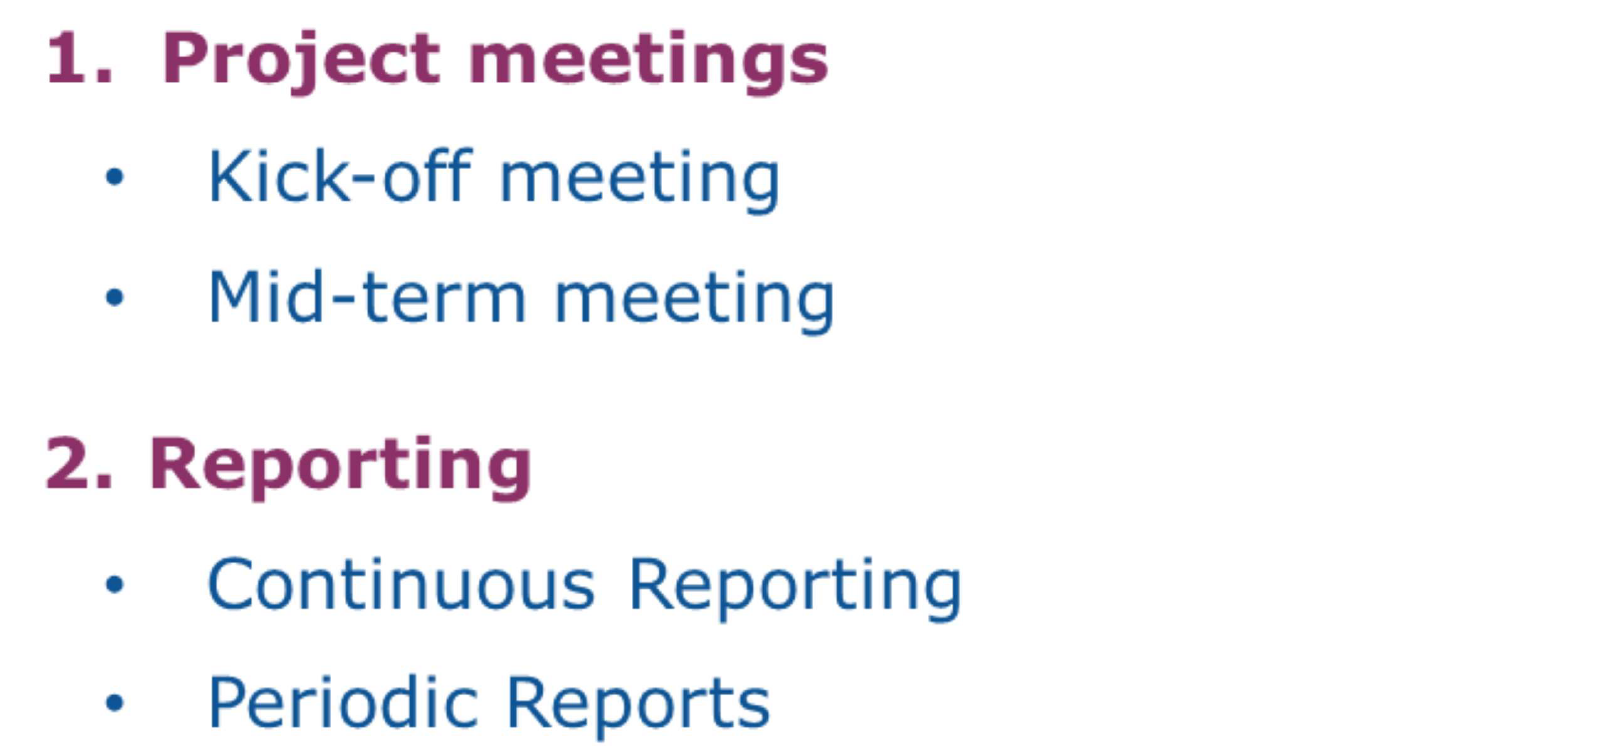 1. Project meetings
• Kick-off meeting
• Mid-term meeting
2. Reporting
• Continuous Reporting
• Periodic Reports